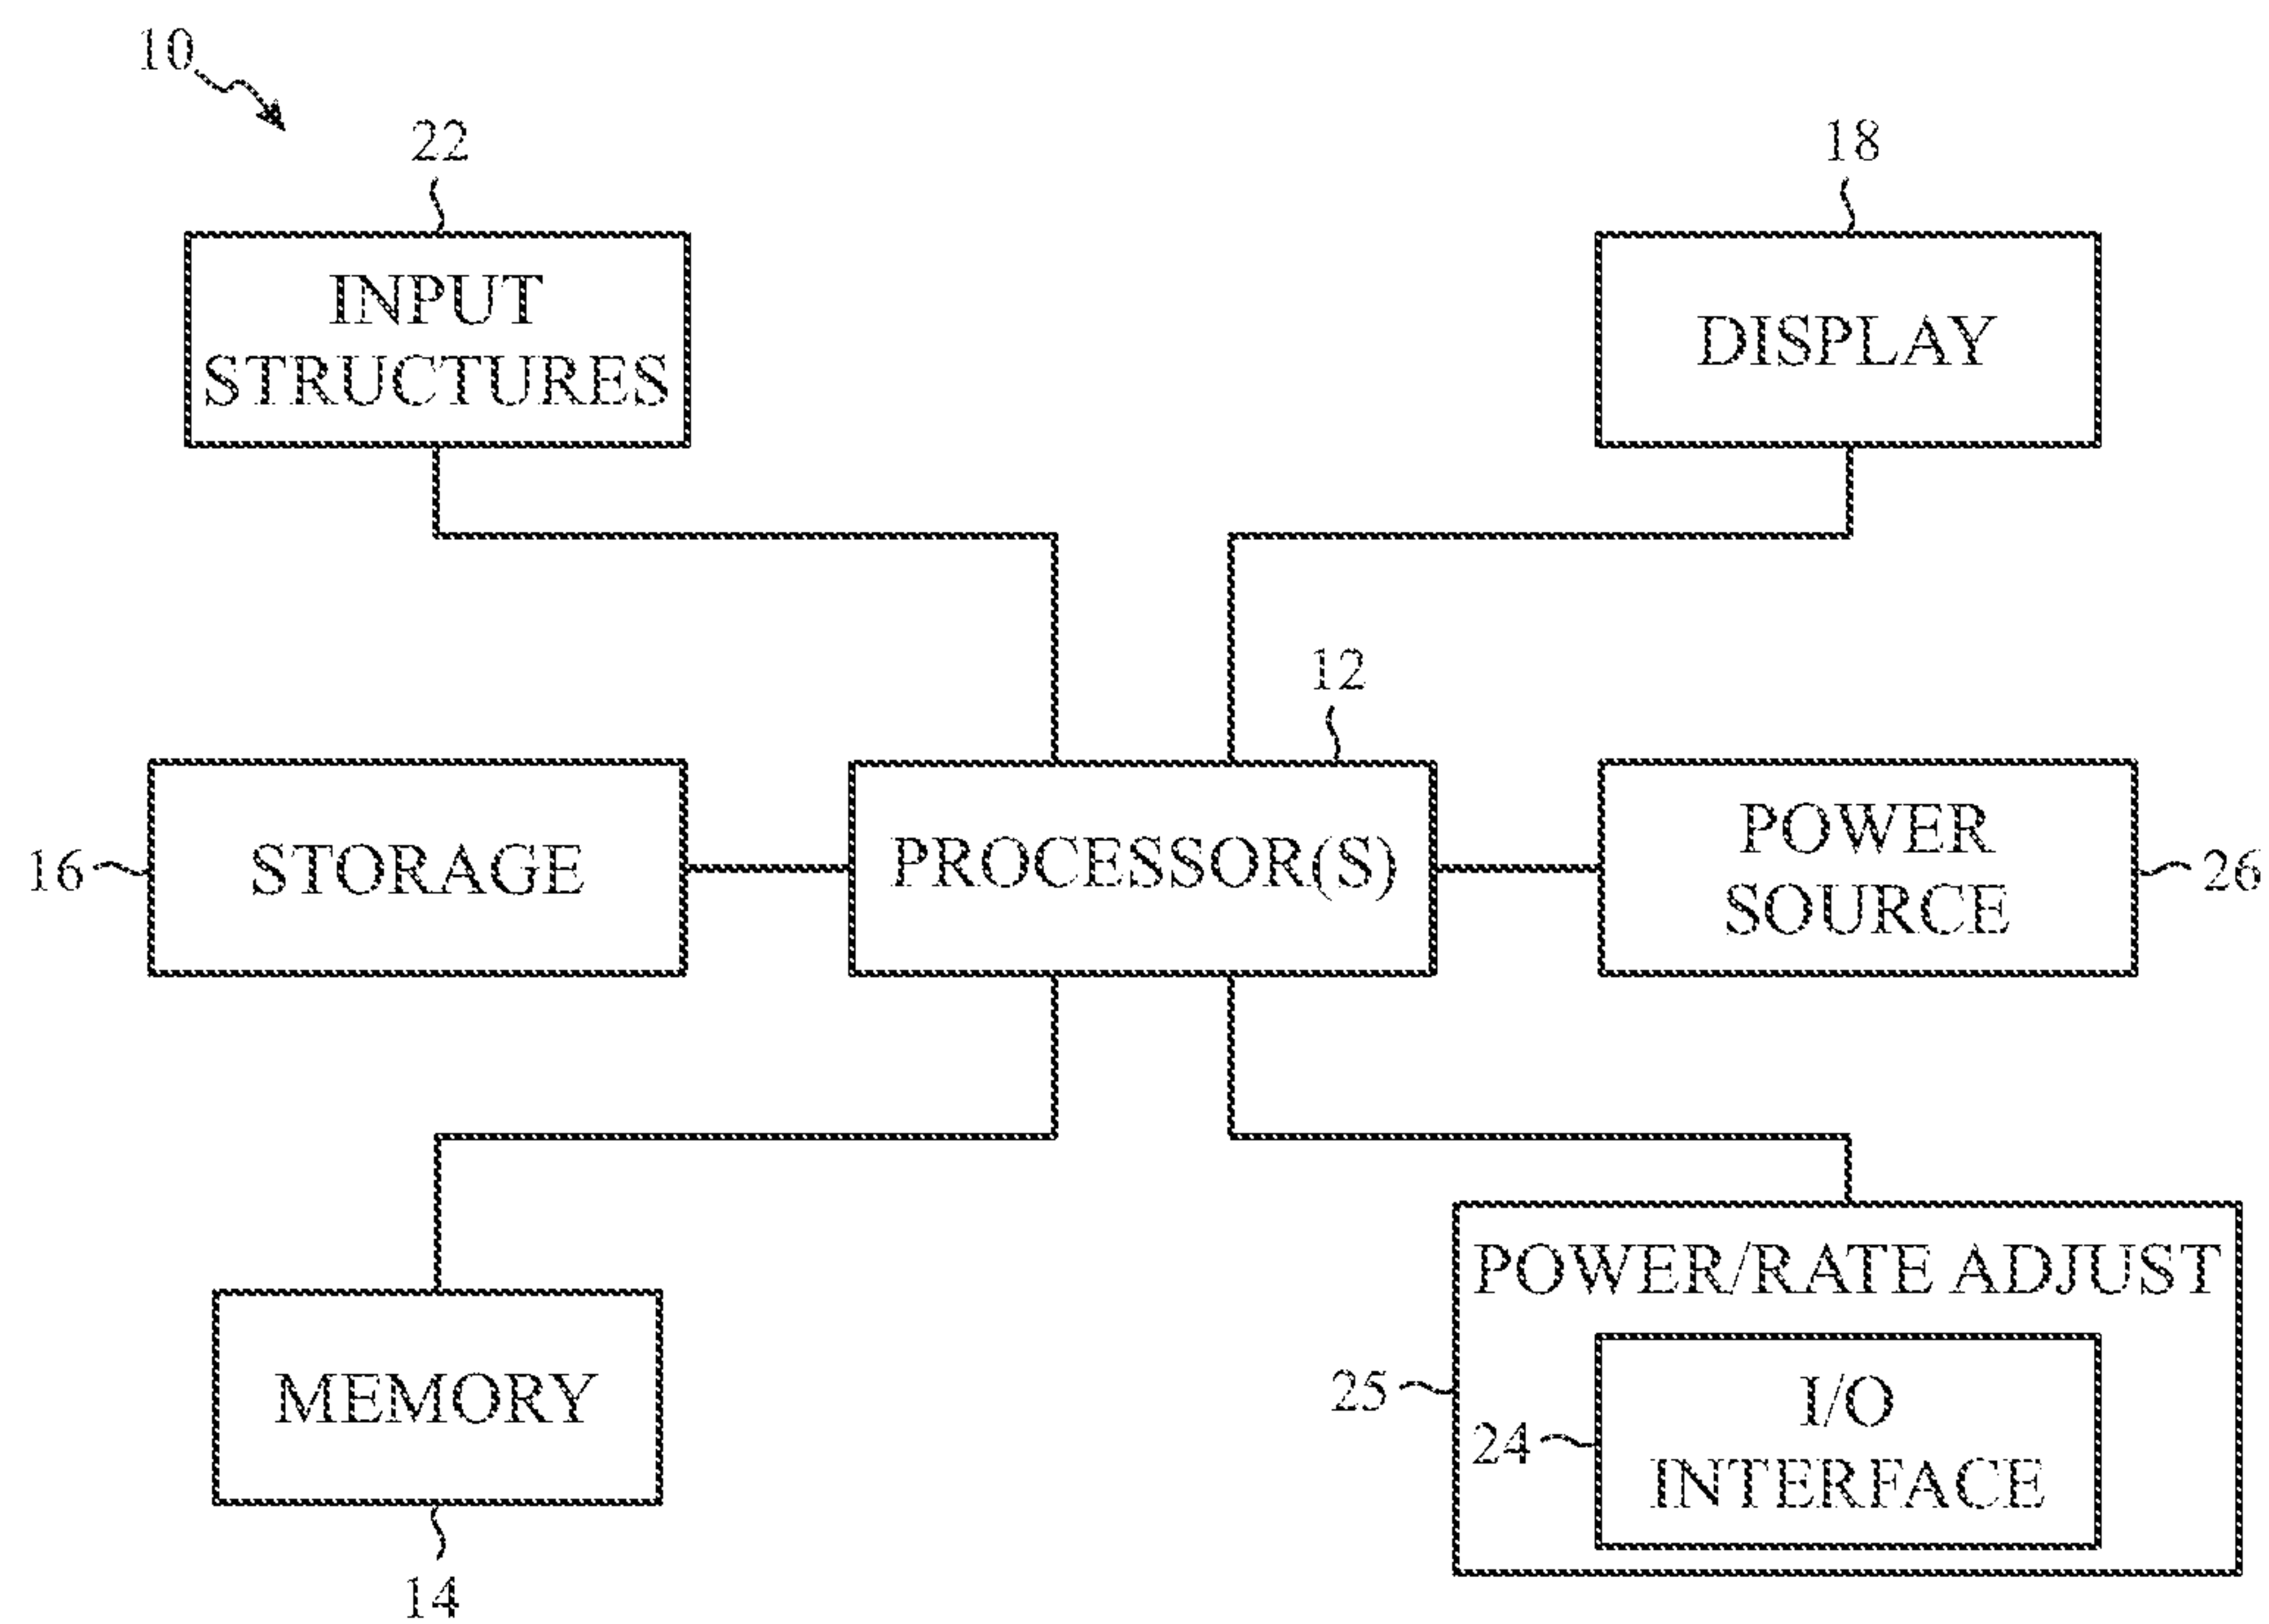 10
22
18
INPUT
STRUCTURES
DISPLAY
12
16
STORAGE
PROCESSOR(S)
POWER
SOURCE
26
POWER/RATE ADJUST
25
24
I/O
INTERFACE
MEMORY
14